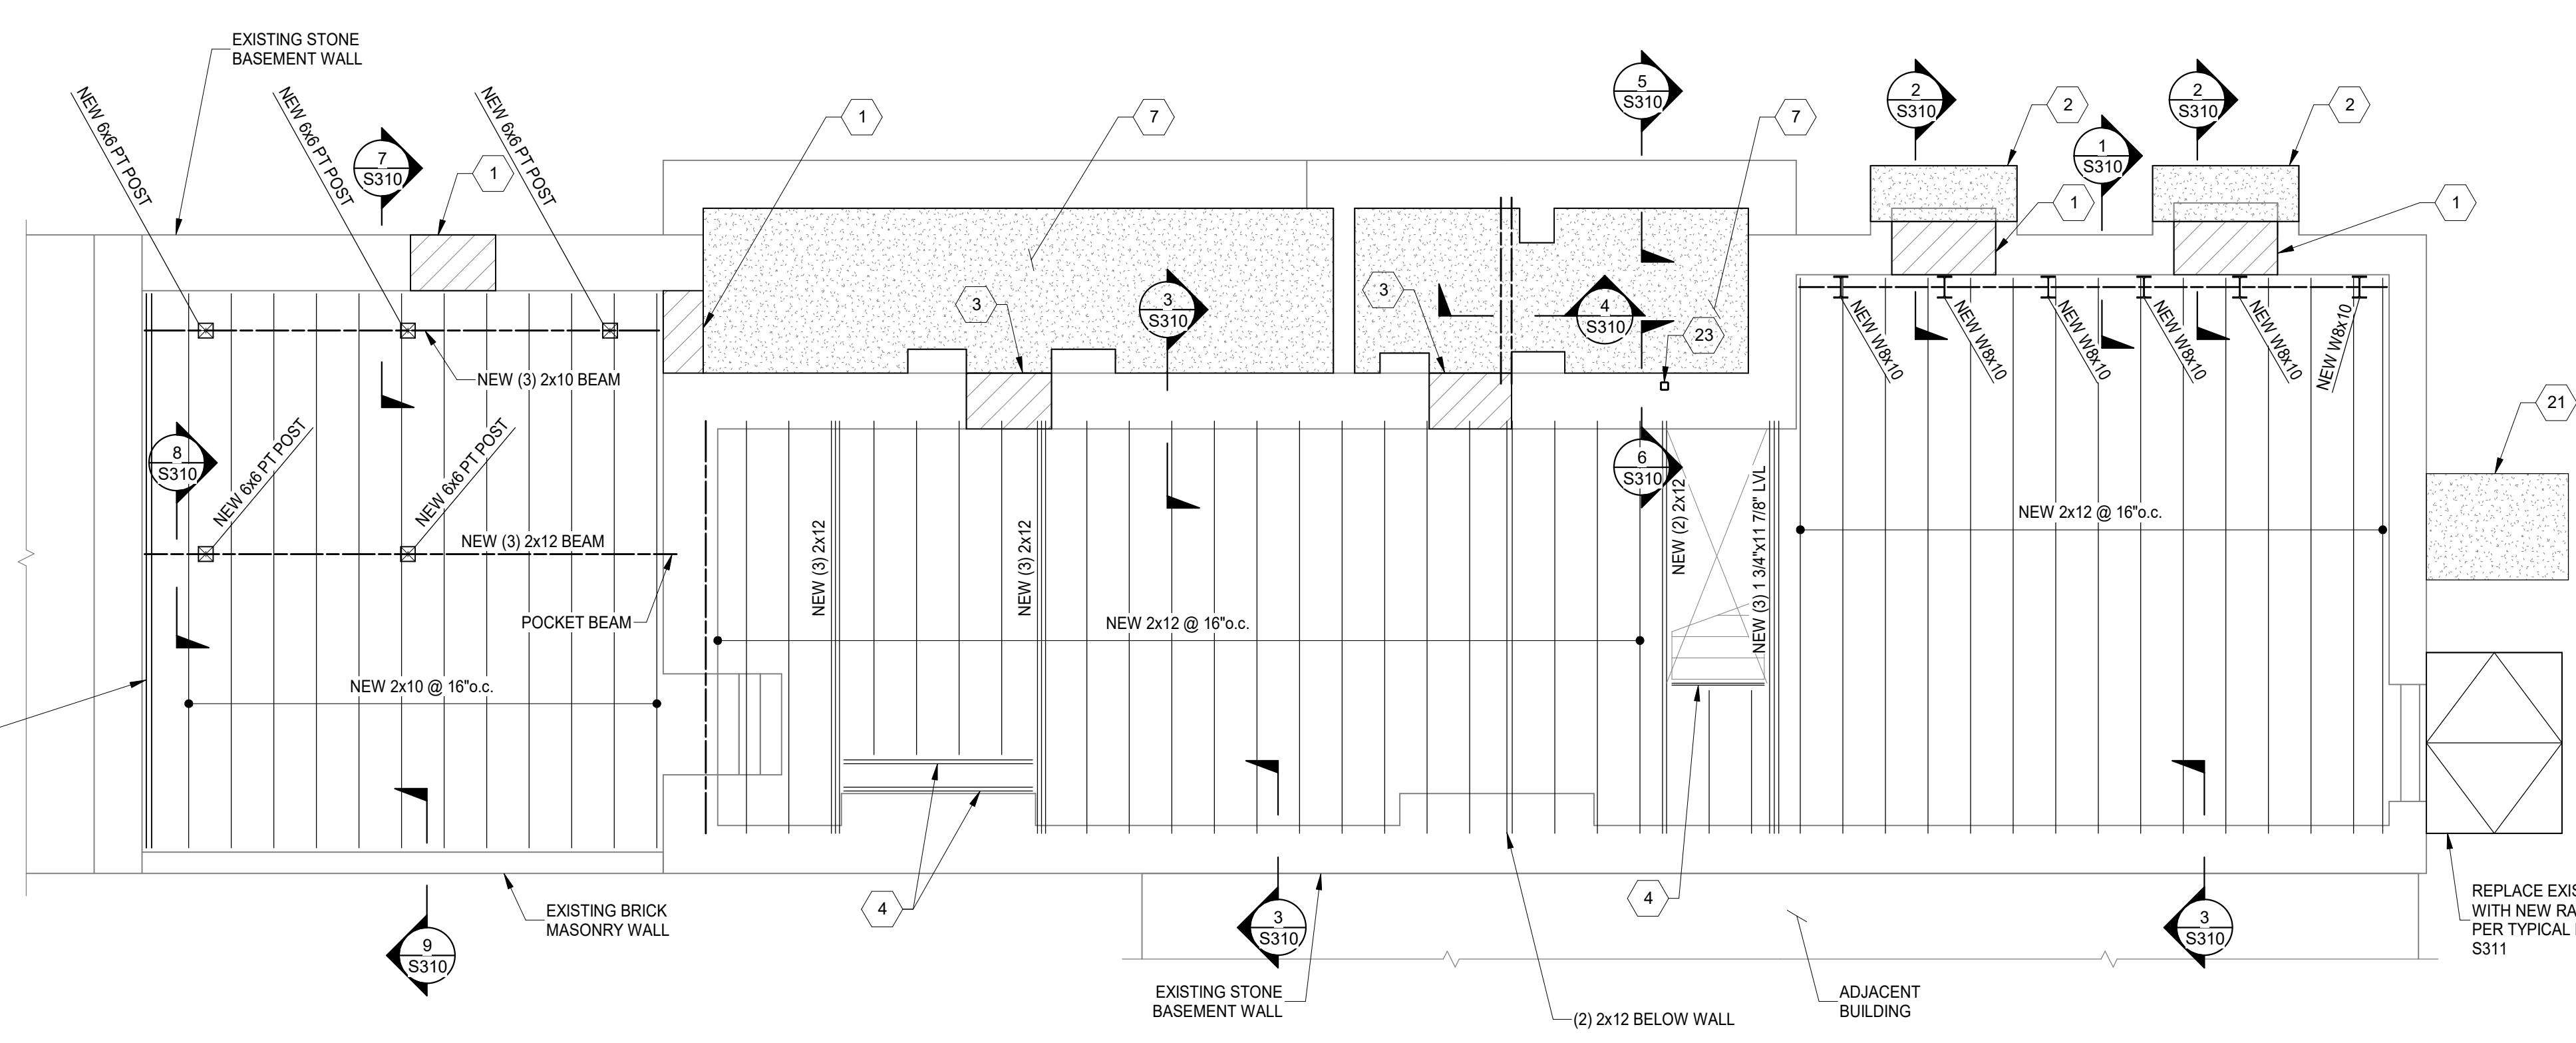 EXISTING STONE
BASEMENT WALL
NEW 6x6 PT POST
NEW 6x6 PT POST
NEW 6x6 PT POST
7
S310
1
1
7
5
S310
7
2
S310
2
1
S310
2
S310
2
1
1
3
3
S310
3
4
S310
23
NEW W8x10
NEW W8x10
NEW W8x10
NEW W8x10
NEW W8x10
NEW W8x10
NEW (3) 2x10 BEAM
21
8
S310
NEW 6x6 PT POST
NEW 6x6 PT POST
6
S310
NEW (2) 2x12
NEW (3) 1 3/4"x11 7/8" LVL
NEW 2x12 @ 16"o.c.
NEW (3) 2x12 BEAM
NEW (3) 2x12
NEW (3) 2x12
POCKET BEAM
NEW 2x12 @ 16"o.c.
NEW 2x10 @ 16"o.c.
4
4
EXISTING BRICK
MASONRY WALL
9
S310
3
S310
3
S310
REPLACE EXIS
WITH NEW RA
PER TYPICAL
S311
EXISTING STONE
BASEMENT WALL
(2) 2x12 BELOW WALL
ADJACENT
BUILDING